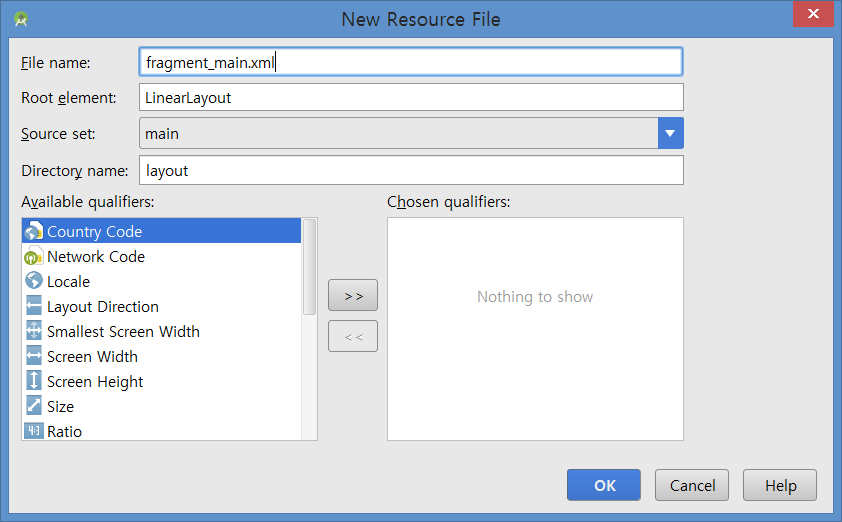 New Resource File
File name: fragment_main.xml
Root element: LinearLayout
Source set: main
Directory name: layout
Available qualifiers:
Country Code
Network Code
Locale
Layout Direction
Smallest Screen Width
Screen Width
Screen Height
Size
Ratio
>>
<<
Chosen qualifiers:
Nothing to show
OK
Cancel
Help